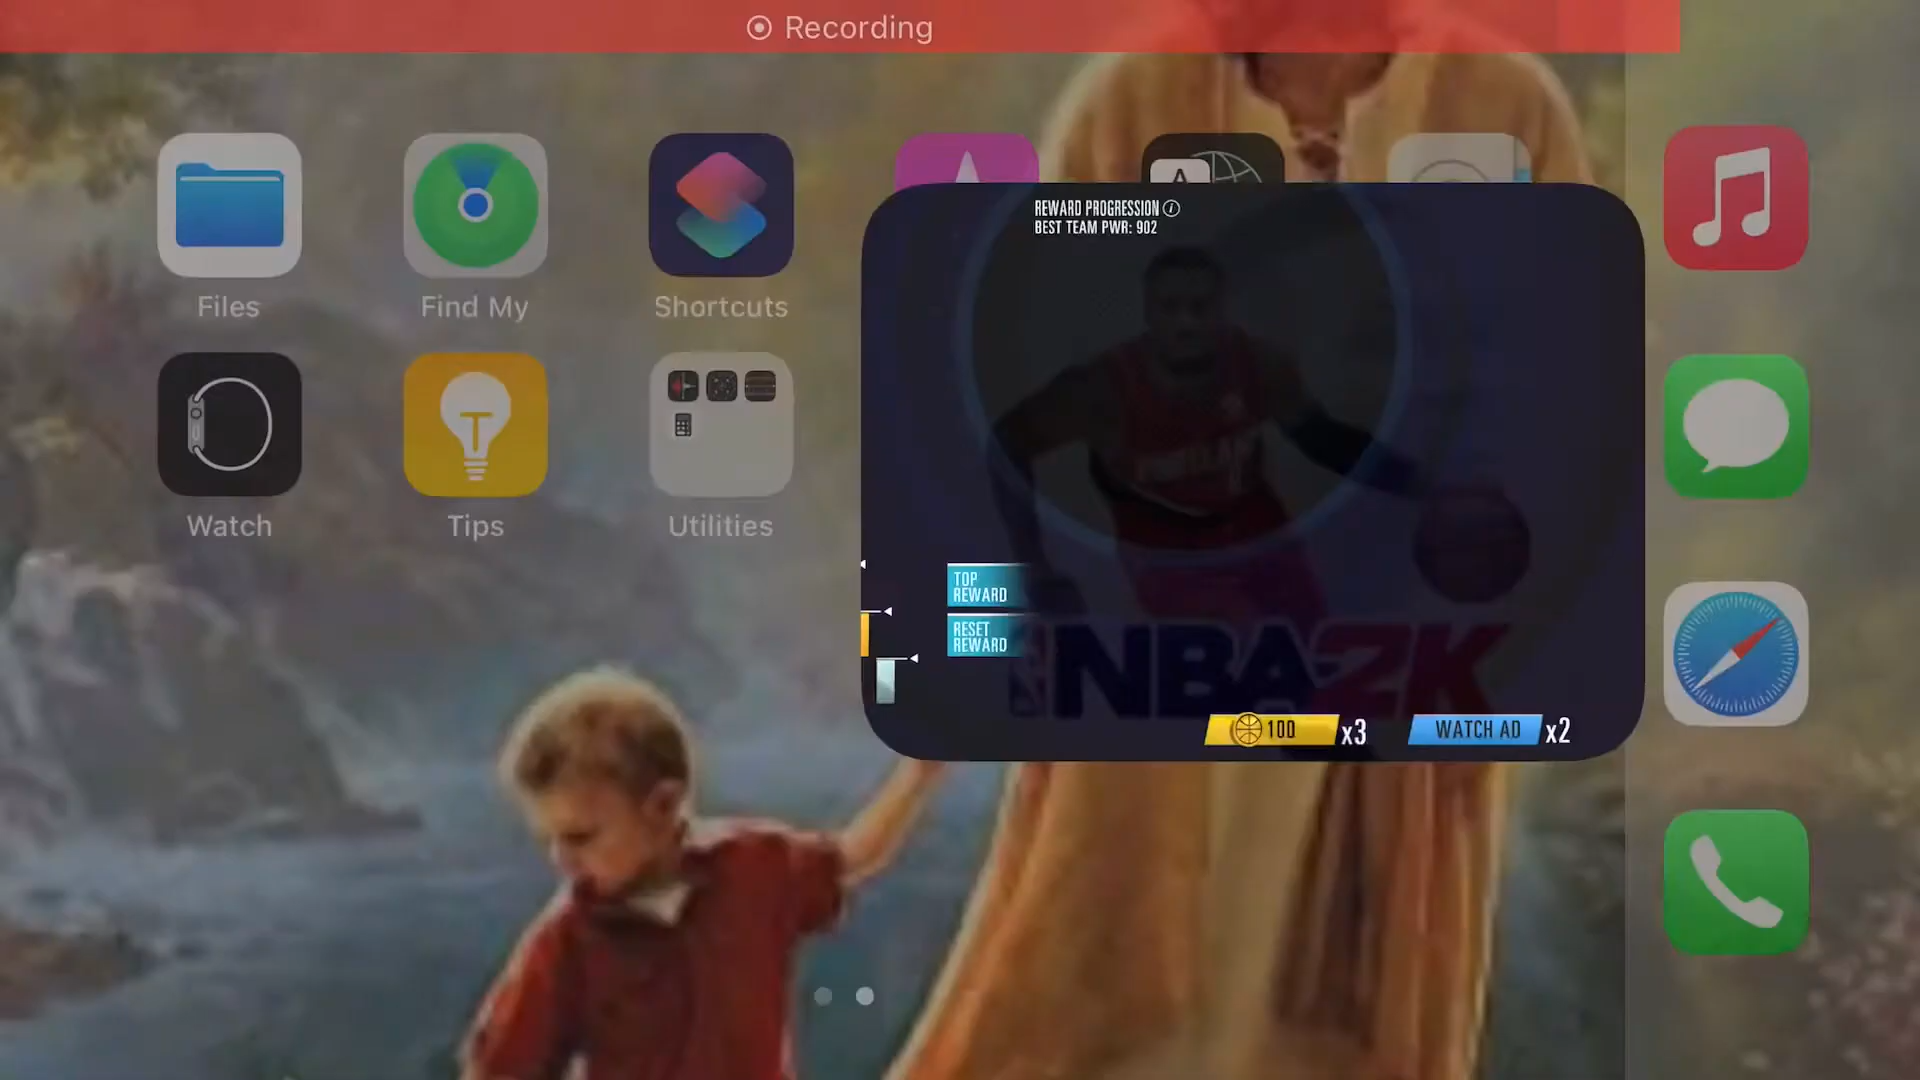 Recording
Files
Find My
Shortcuts
A
REWARD PROGRESSION i
BEST TEAM PWR: 902
Watch
Tips
Utilities
TOP
REWARD
RESET
REWARD
NBA2K
100 x3
WATCH AD x2